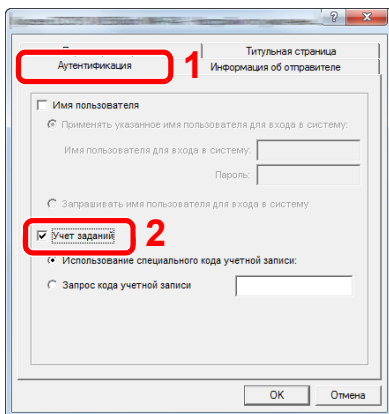 Титульная страница
Аутентификация
1
Информация об отправителе
Имя пользователя
Применять указанное имя пользователя для входа в систему:
Имя пользователя для входа в систему:
Пароль:
Запрашивать имя пользователя для входа в систему
Учет заданий
2
Использование специального кода учетной записи:
Запрос кода учетной записи
OK
Отмена